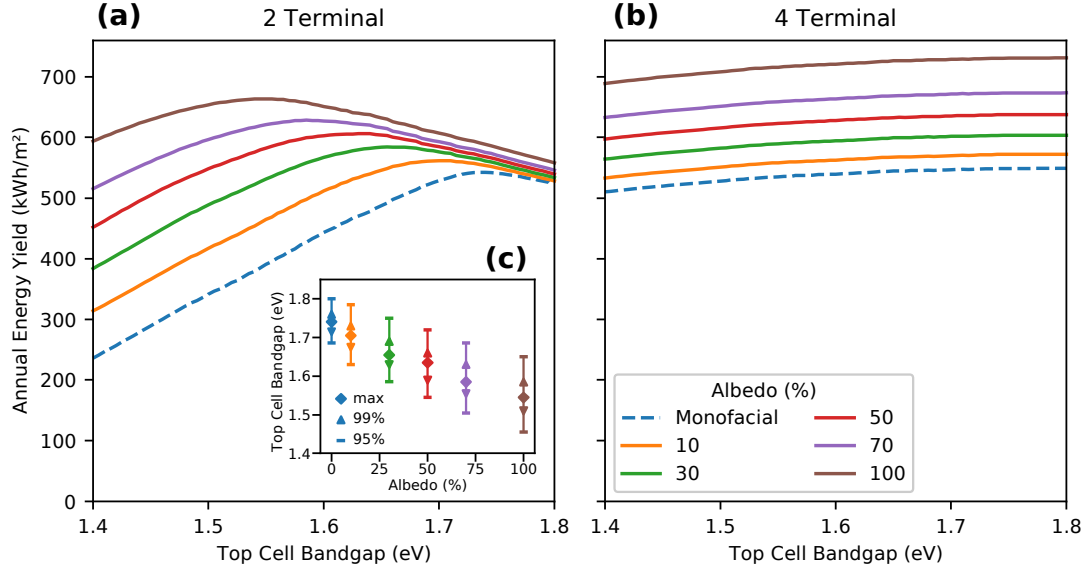 (a)
2 Terminal
(b)
4 Terminal
Annual Energy Yield (kWh/m²)
700
600
500
400
300
200
100
0
1.4
1.5
1.6
1.7
1.8
Top Cell Bandgap (eV)
(c)
Top Cell Bandgap (eV)
1.8
1.7
1.6
1.5
1.4
max
99%
95%
0
25
50
75
100
Albedo (%)
Albedo (%)
Monofacial
10
30
50
70
100
1.4
1.5
1.6
1.7
1.8
Top Cell Bandgap (eV)